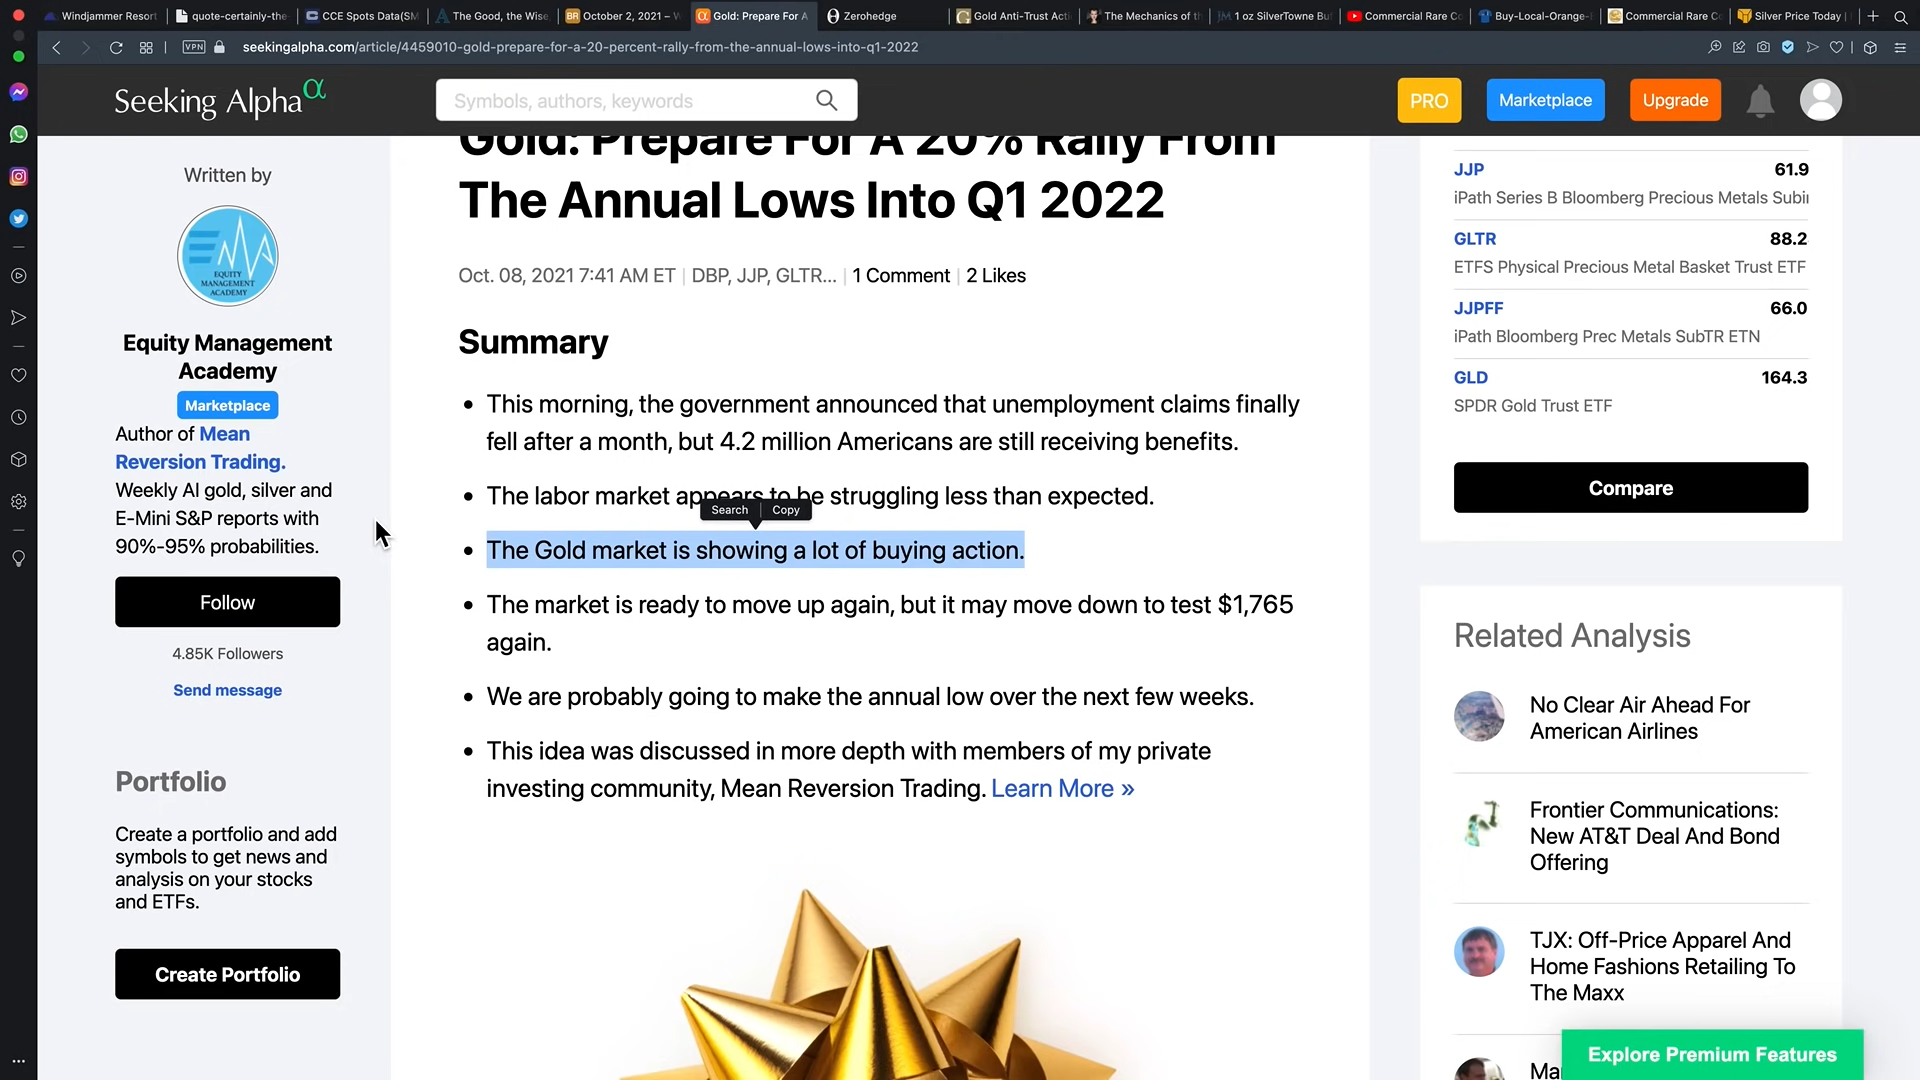 Windjammer Resort
quote-certainly-the-
CCE Spots Data(SM
The Good, the Wise
October 2, 2021 –
Gold: Prepare For A
Zerohedge
Gold Anti-Trust Acti
The Mechanics of th
1 oz SilverTowne Bu
Commercial Rare Co
Buy-Local-Orange-
Commercial Rare Co
Silver Price Today |
VPN
seekingalpha.com/article/4459010-gold-prepare-for-a-20-percent-rally-from-the-annual-lows-into-q1-2022
Seeking Alpha α
Symbols, authors, keywords
PRO
Marketplace
Upgrade
Written by
EQUITY
MANAGEMENT
ACADEMY
Equity Management
Academy
Marketplace
Author of Mean
Reversion Trading.
Weekly AI gold, silver and
E-Mini S&P reports with
90%-95% probabilities.
Follow
4.85K Followers
Send message
Portfolio
Create a portfolio and add
symbols to get news and
analysis on your stocks
and ETFs.
Create Portfolio
Gold: Prepare For A 20% Rally From
The Annual Lows Into Q1 2022
Oct. 08, 2021 7:41 AM ET | DBP, JJP, GLTR... | 1 Comment | 2 Likes
Summary
• This morning, the government announced that unemployment claims finally
fell after a month, but 4.2 million Americans are still receiving benefits.
• The labor market appears to be struggling less than expected.
Search Copy
• The Gold market is showing a lot of buying action.
• The market is ready to move up again, but it may move down to test $1,765
again.
• We are probably going to make the annual low over the next few weeks.
• This idea was discussed in more depth with members of my private
investing community, Mean Reversion Trading. Learn More »
JJP 61.9
iPath Series B Bloomberg Precious Metals Subi
GLTR 88.2
ETFS Physical Precious Metal Basket Trust ETF
JJPFF 66.0
iPath Bloomberg Prec Metals SubTR ETN
GLD 164.3
SPDR Gold Trust ETF
Compare
Related Analysis
No Clear Air Ahead For
American Airlines
Frontier Communications:
New AT&T Deal And Bond
Offering
TJX: Off-Price Apparel And
Home Fashions Retailing To
The Maxx
Explore Premium Features